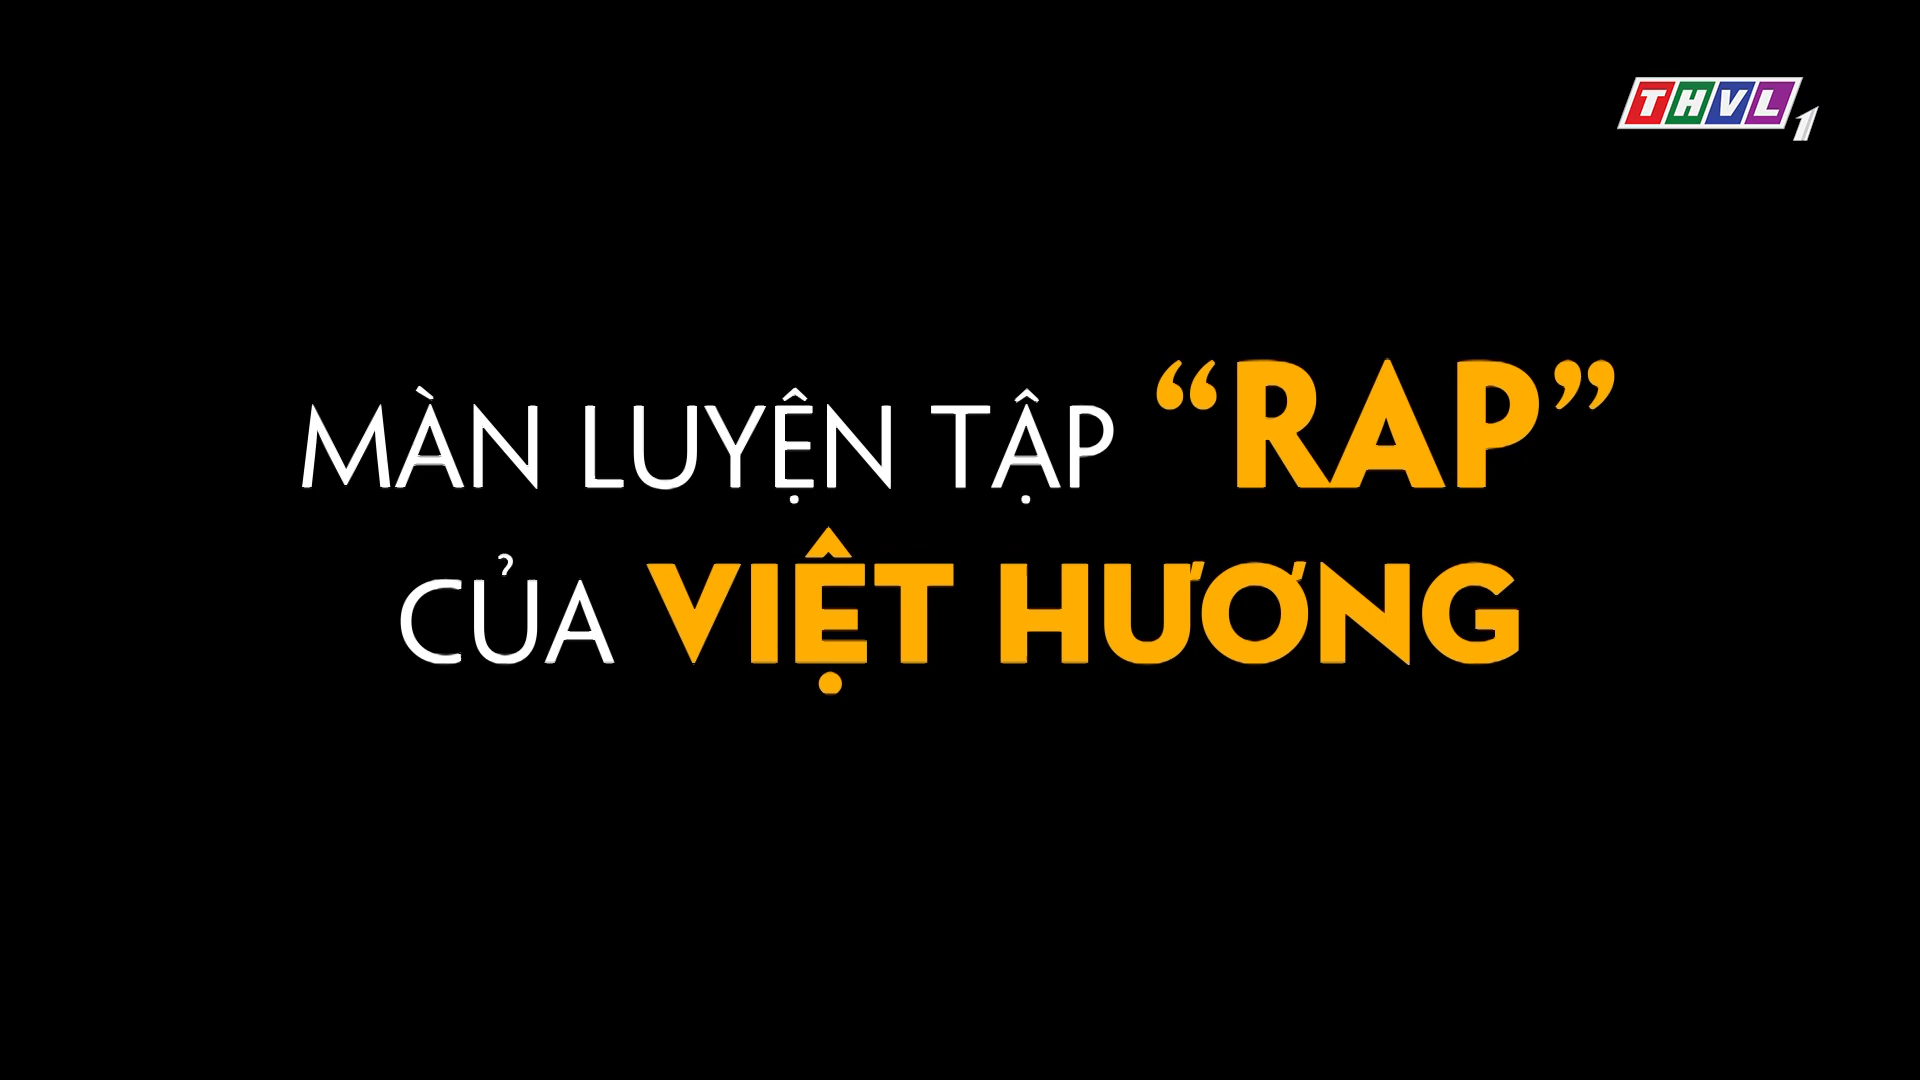 THVL1
MÀN LUYỆN TẬP “RAP”
CỦA VIỆT HƯƠNG